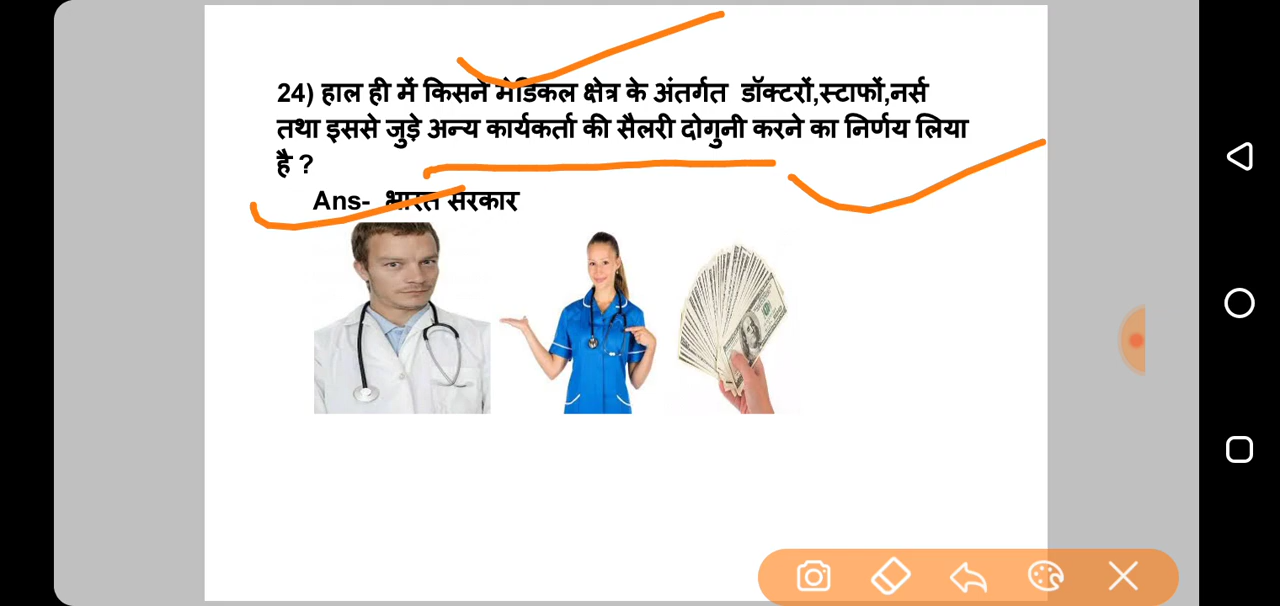 24) हाल ही में किसने मेडिकल क्षेत्र के अंतर्गत डॉक्टरों,स्टाफों,नर्स
तथा इससे जुड़े अन्य कार्यकर्ता की सैलरी दोगुनी करने का निर्णय लिया
है ?
Ans- भारत सरकार